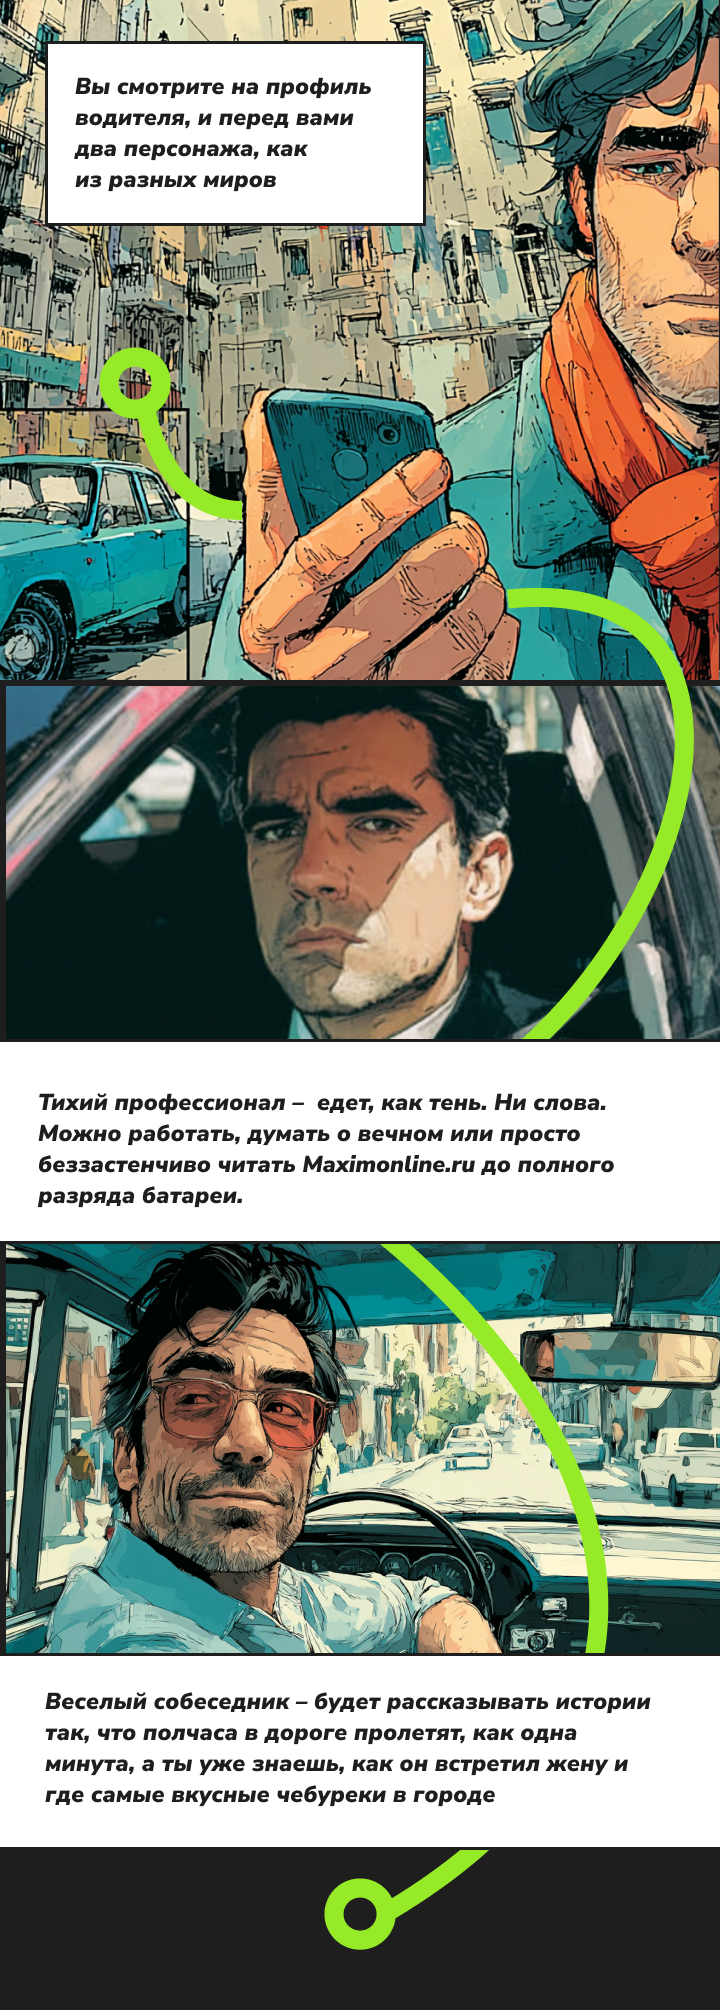 Вы смотрите на профиль
водителя, и перед вами
два персонажа, как
из разных миров
Тихий профессионал –  едет, как тень. Ни слова.
Можно работать, думать о вечном или просто
беззастенчиво читать Maximonline.ru до полного
разряда батареи.
Веселый собеседник – будет рассказывать истории
так, что полчаса в дороге пролетят, как одна
минута, а ты уже знаешь, как он встретил жену и
где самые вкусные чебуреки в городе